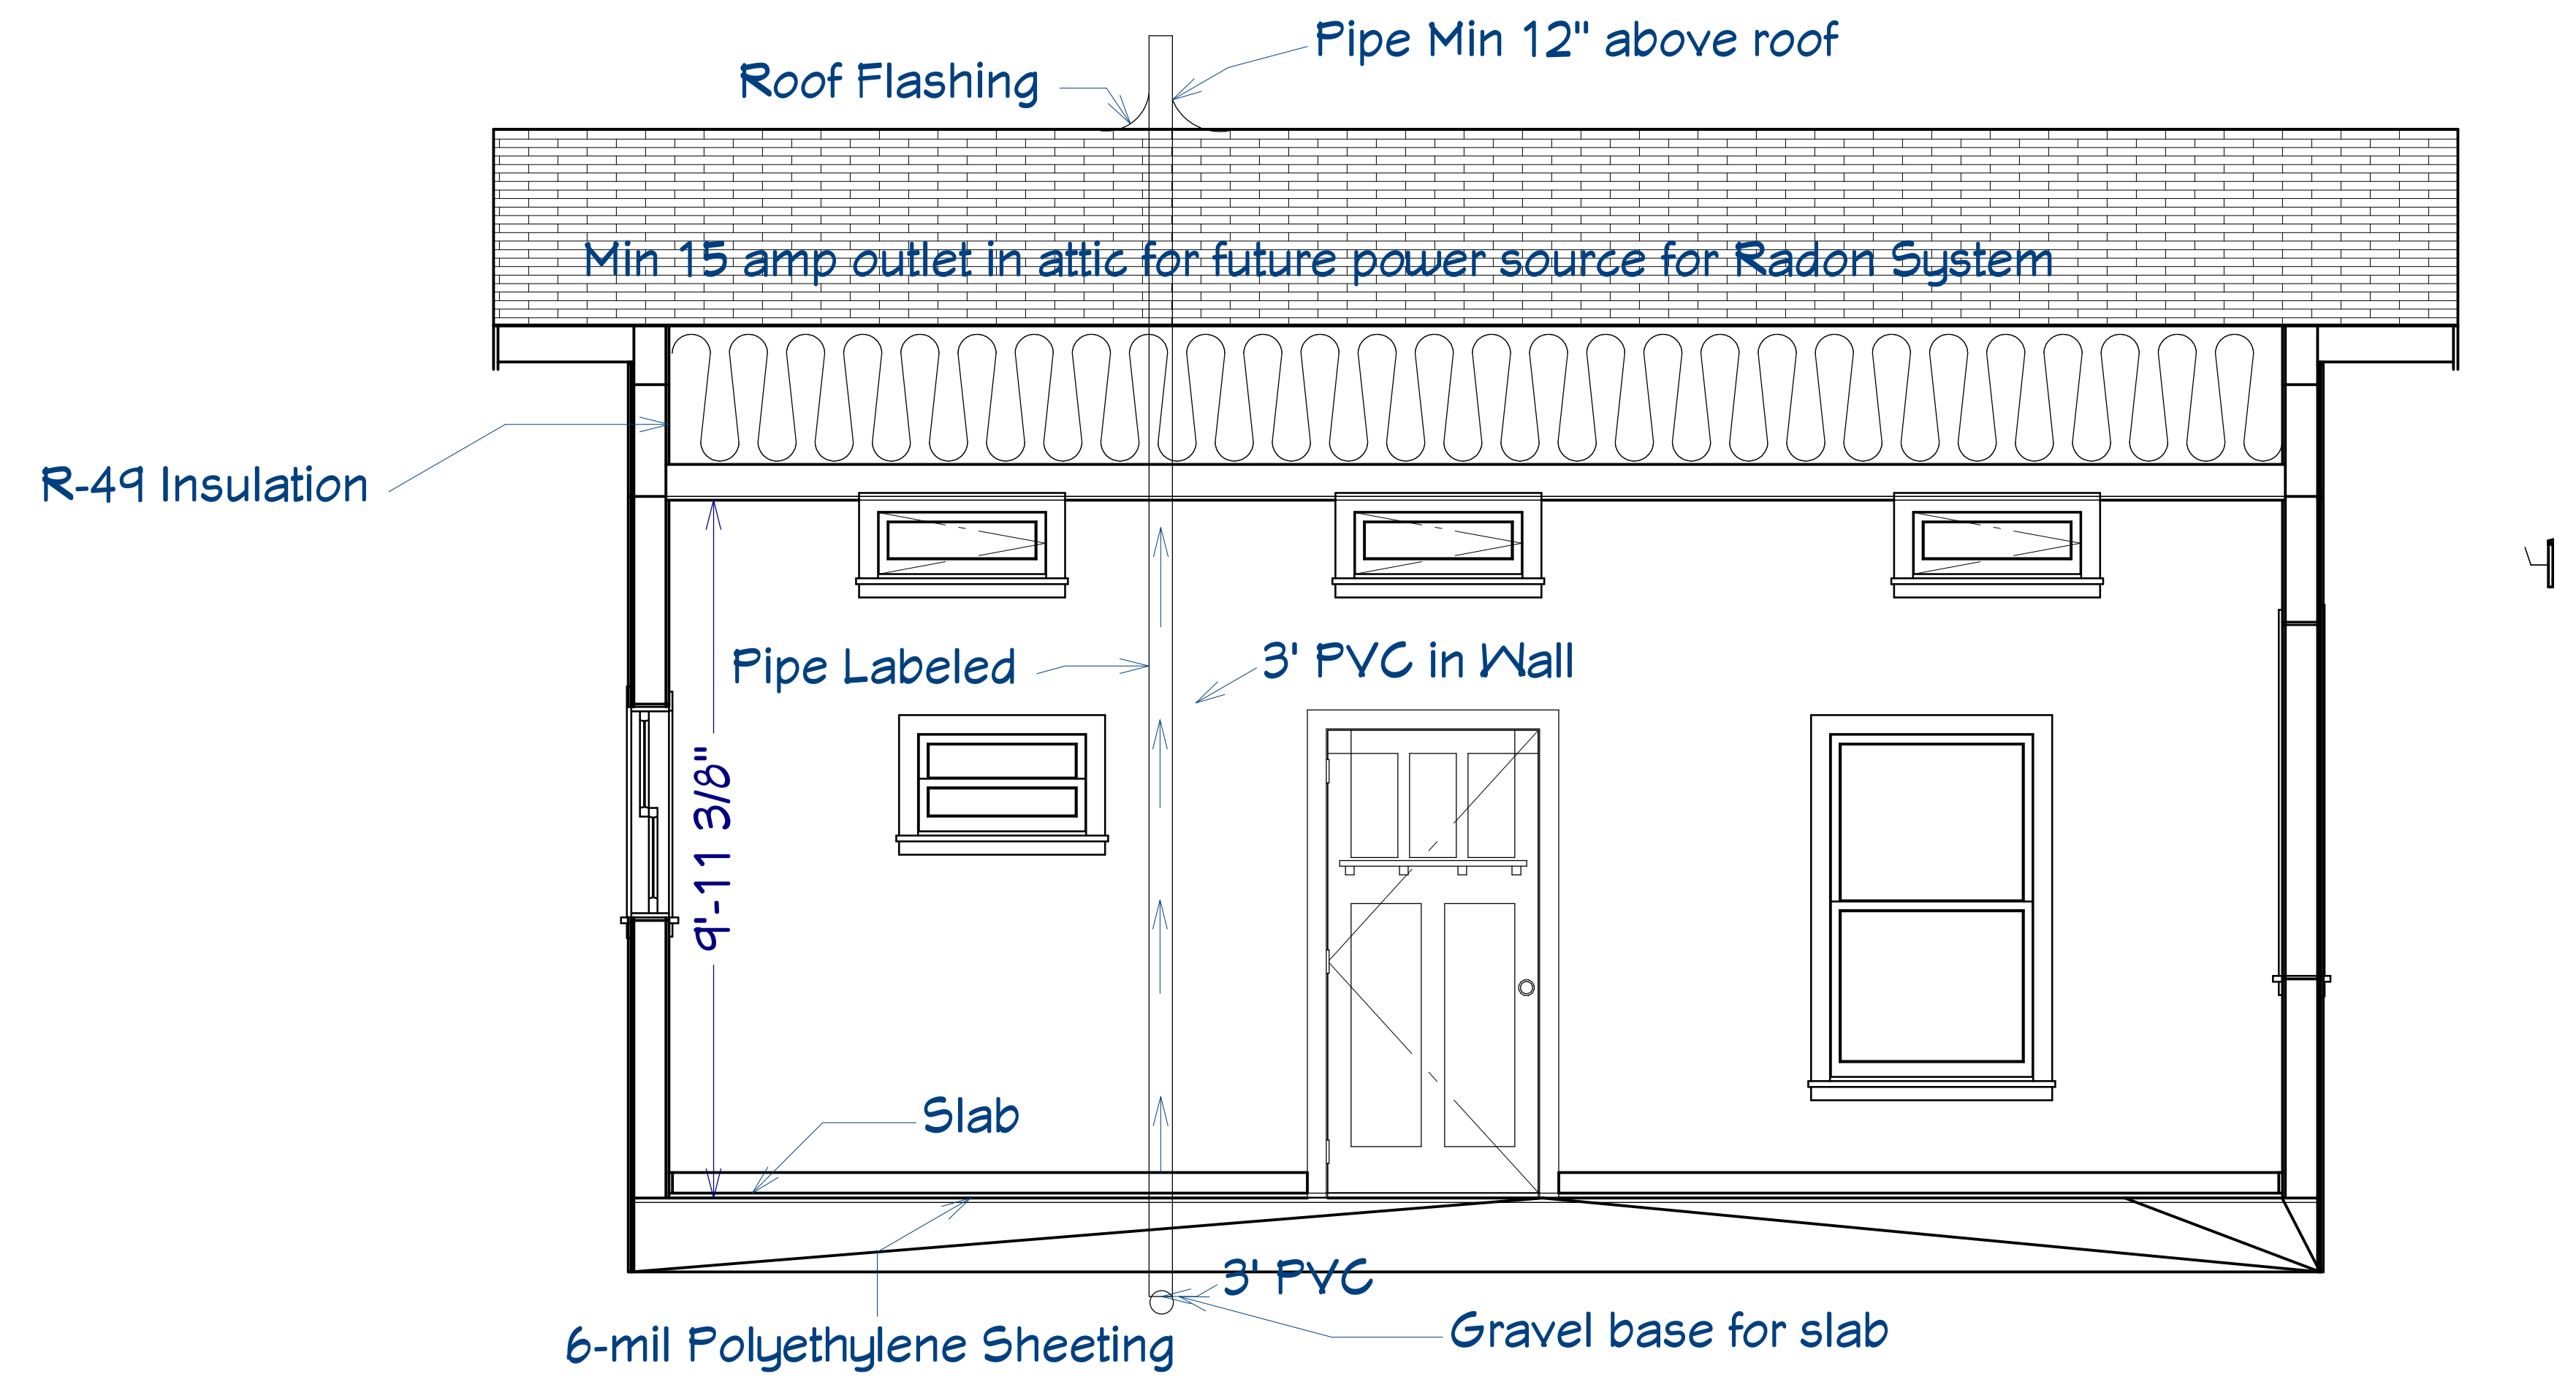 Pipe Min 12" above roof
Roof Flashing
Min 15 amp outlet in attic for future power source for Radon System
R-49 Insulation
Pipe Labeled
3' PVC in Wall
9'-11 3/8"
Slab
3' PVC
Gravel base for slab
6-mil Polyethylene Sheeting